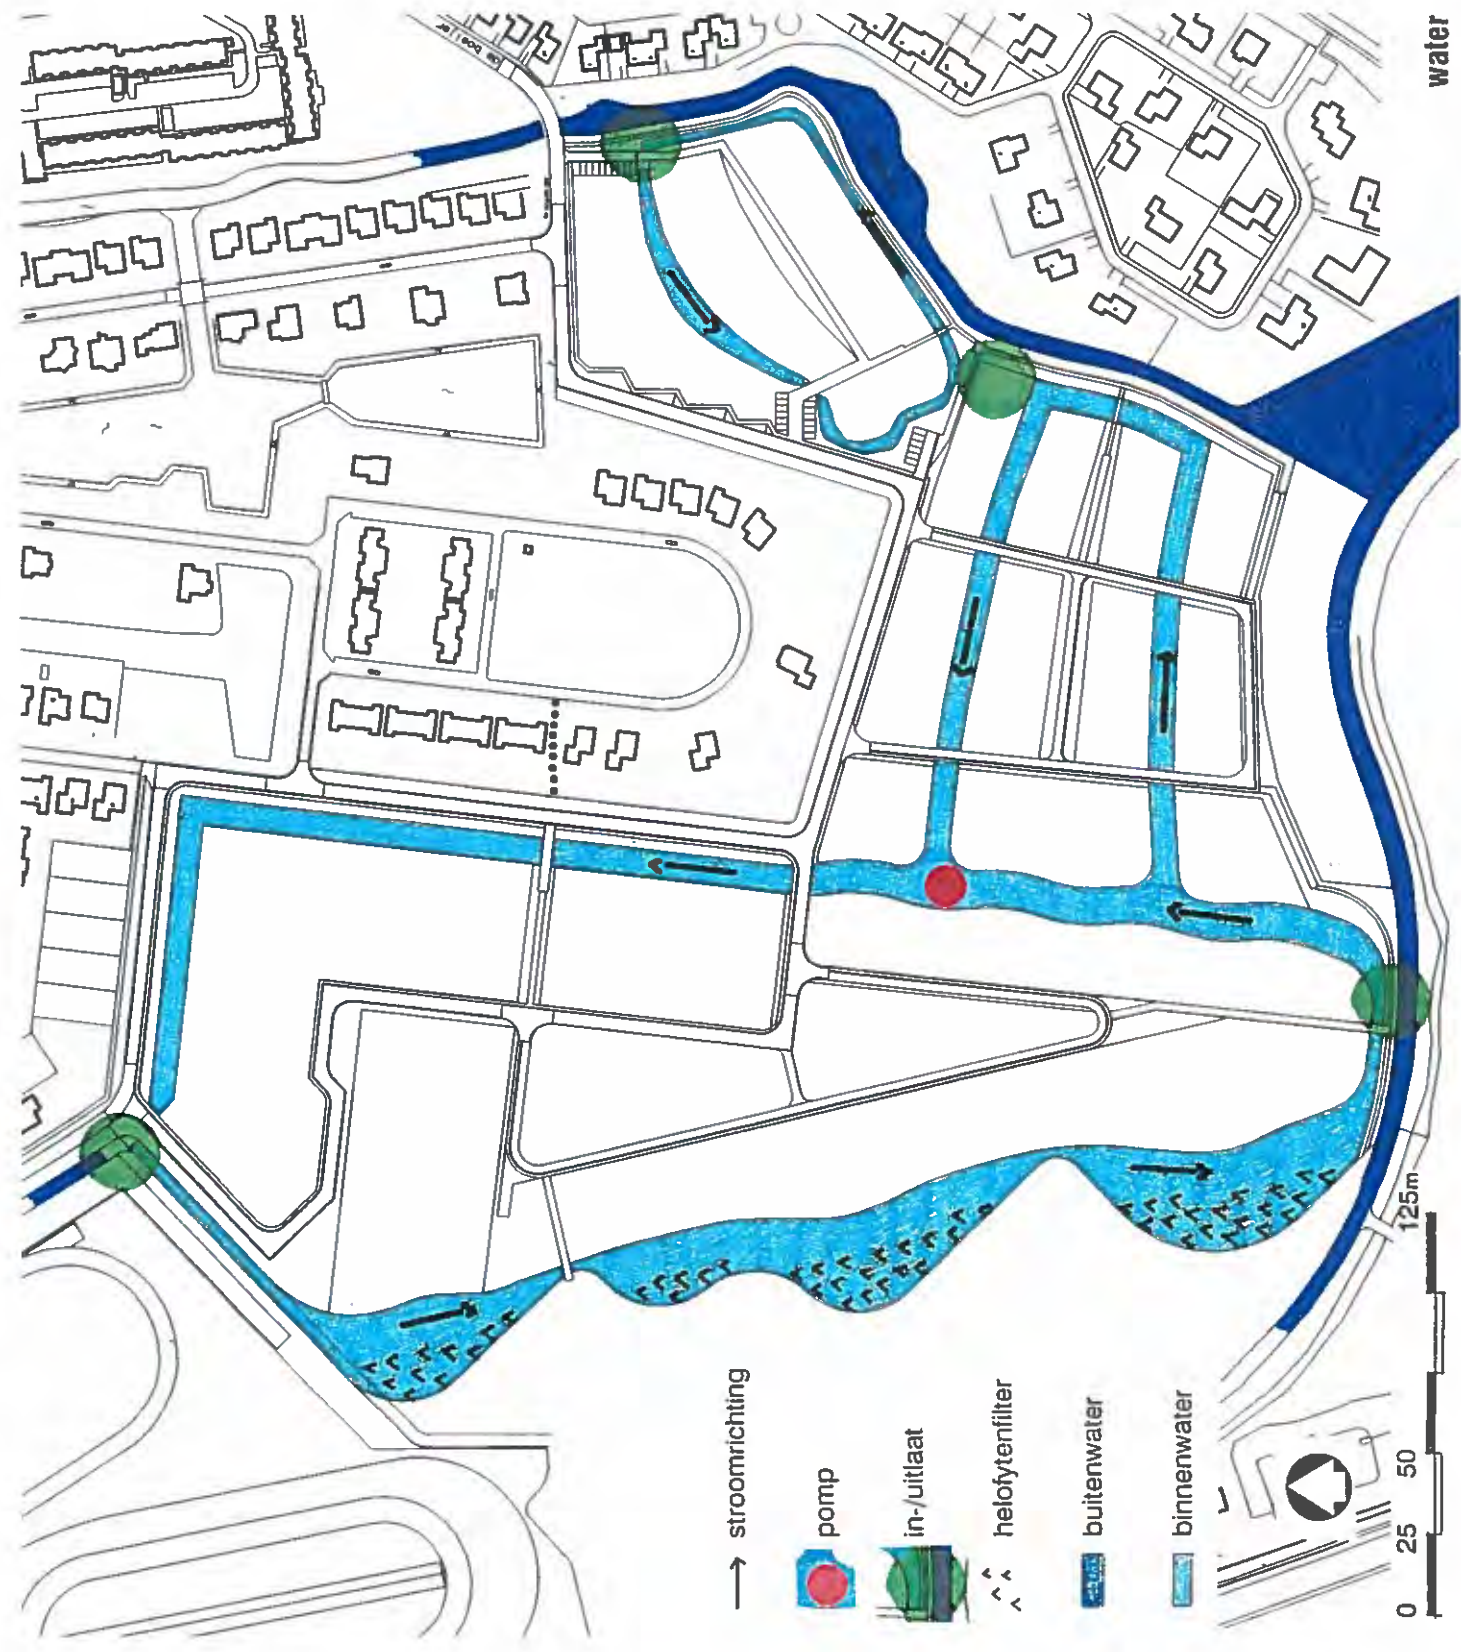 water
stroomrichting
pomp
in-/uitlaat
helofytenfilter
buitenwater
binnenwater
0 25 50 125m